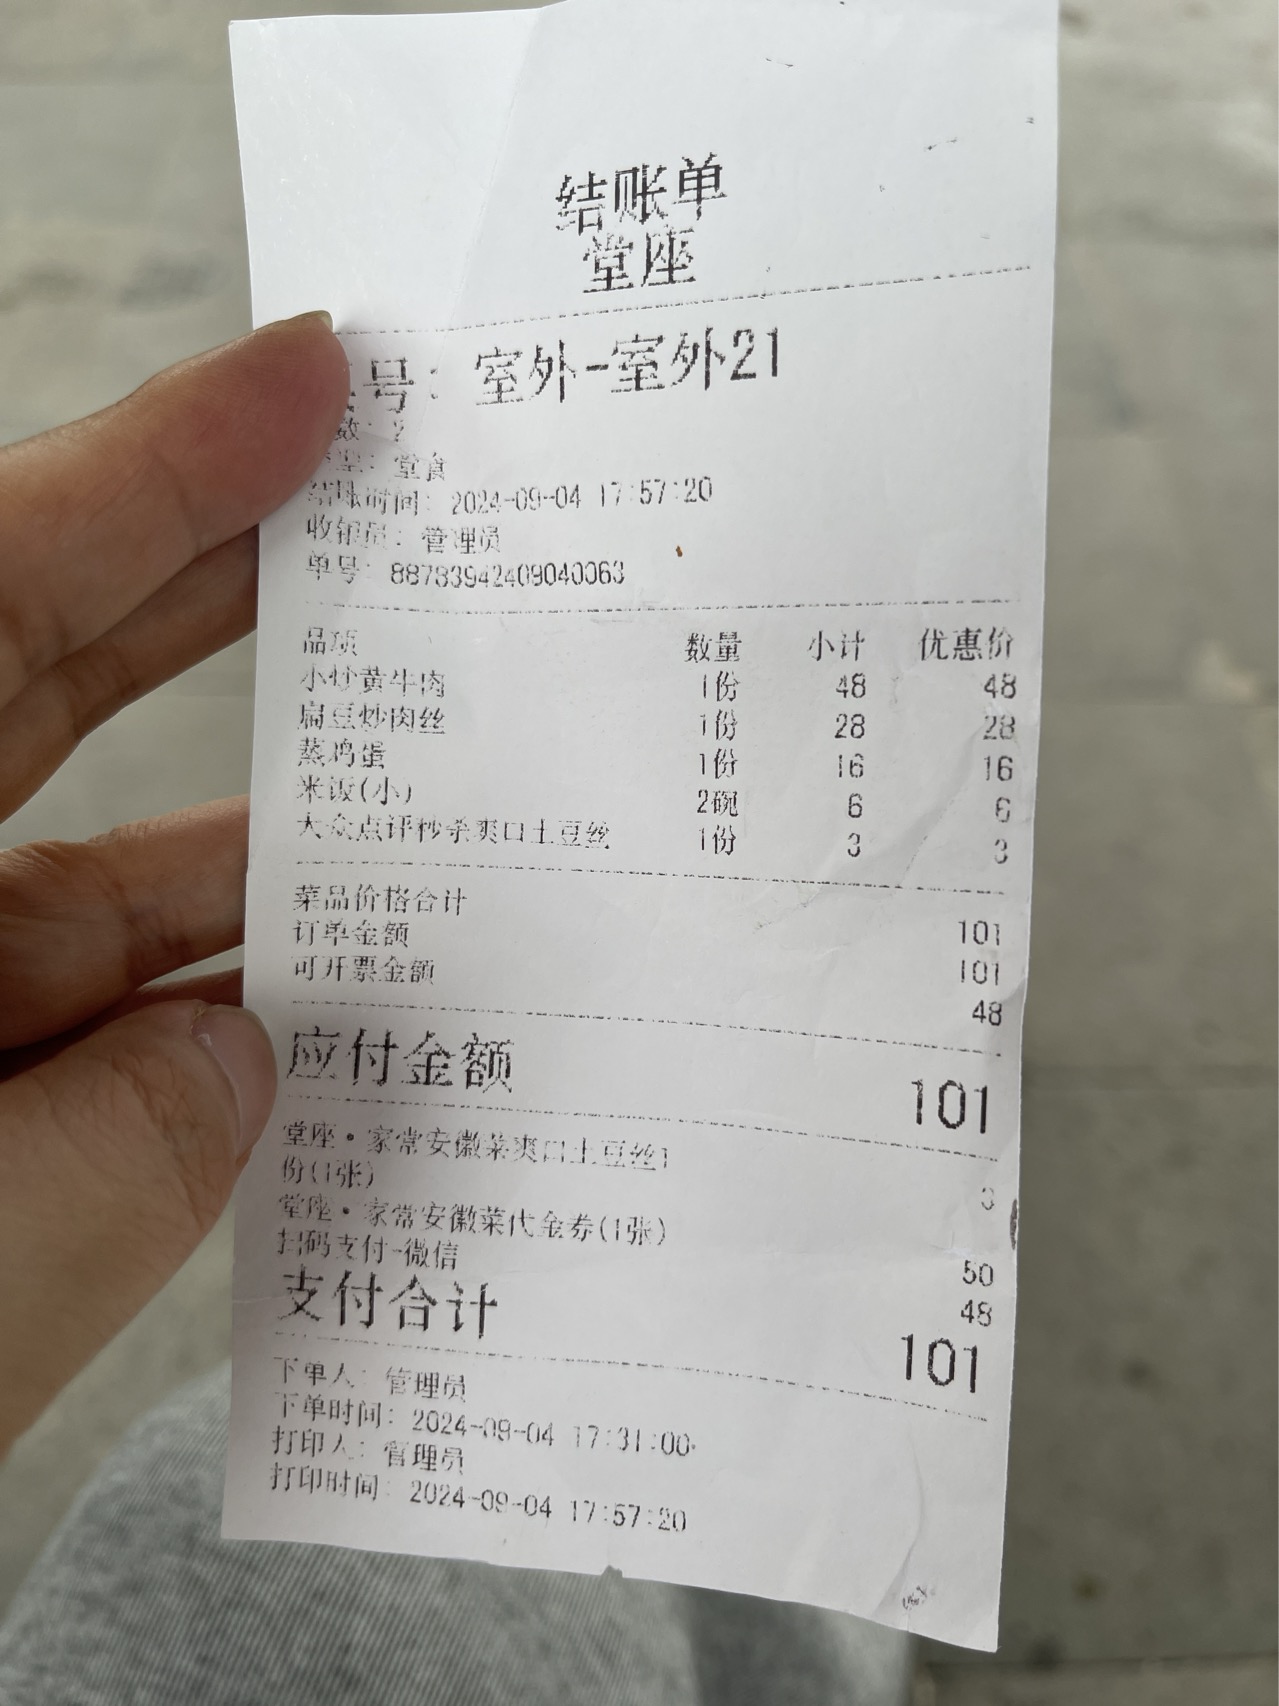 结账单
堂座
号: 室外-室外21
数: 2
型: 堂食
结账时间: 2024-09-04 17:57:20
收银员: 管理员
单号: 88783942409040063
品项 数量 小计 优惠价
小炒黄牛肉 1份 48 48
扁豆炒肉丝 1份 28 28
蒸鸡蛋 1份 16 16
米饭(小) 2碗 6 6
大众点评秒杀爽口土豆丝 1份 3 3
菜品价格合计 101
订单金额 101
可开票金额 48
应付金额 101
堂座·家常安徽菜爽口土豆丝1
份(1张) 3
堂座·家常安徽菜代金券(1张) 50
扫码支付-微信 48
支付合计 101
下单人: 管理员
下单时间: 2024-09-04 17:31:00
打印人: 管理员
打印时间: 2024-09-04 17:57:20